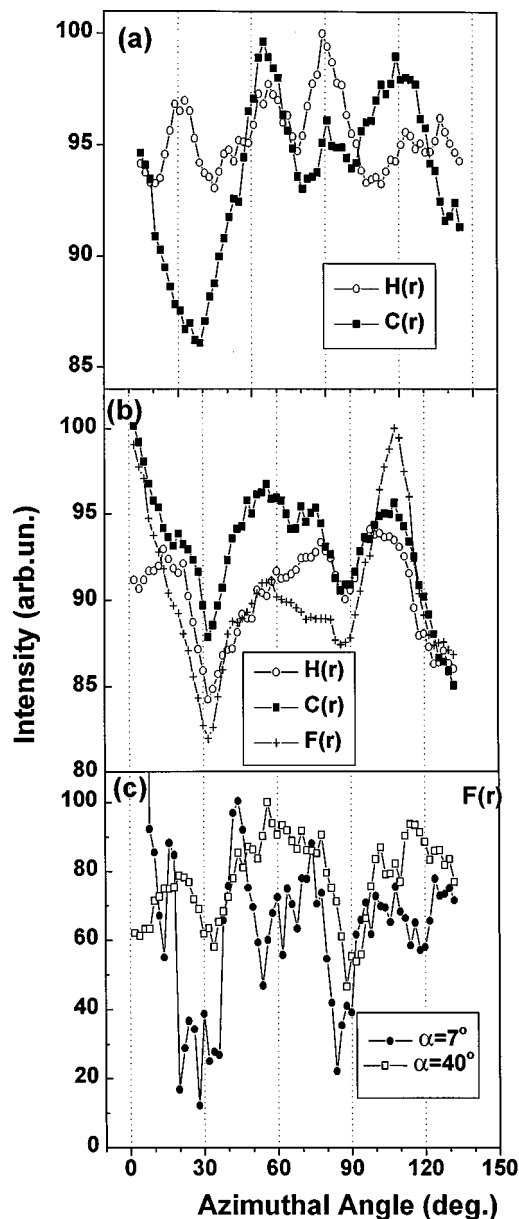 (a)
100
95
90
85
H(r)
C(r)
(b)
100
95
90
85
80
H(r)
C(r)
F(r)
Intensity (arb.un.)
(c)
F(r)
100
80
60
40
20
0
α=7°
α=40°
0 30 60 90 120 150
Azimuthal Angle (deg.)